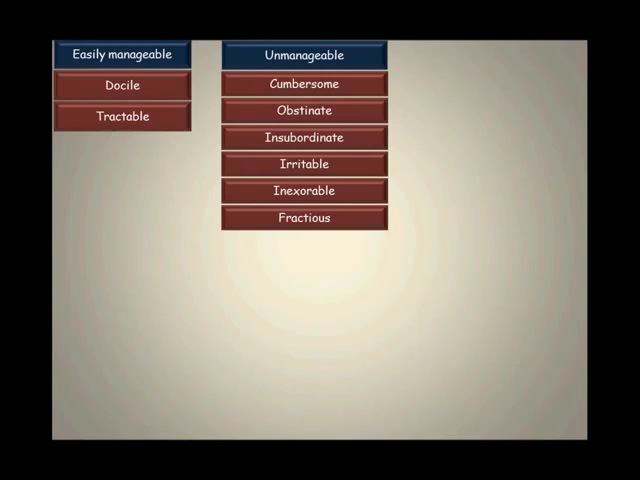 Easily manageable
Docile
Tractable
Unmanageable
Cumbersome
Obstinate
Insubordinate
Irritable
Inexorable
Fractious